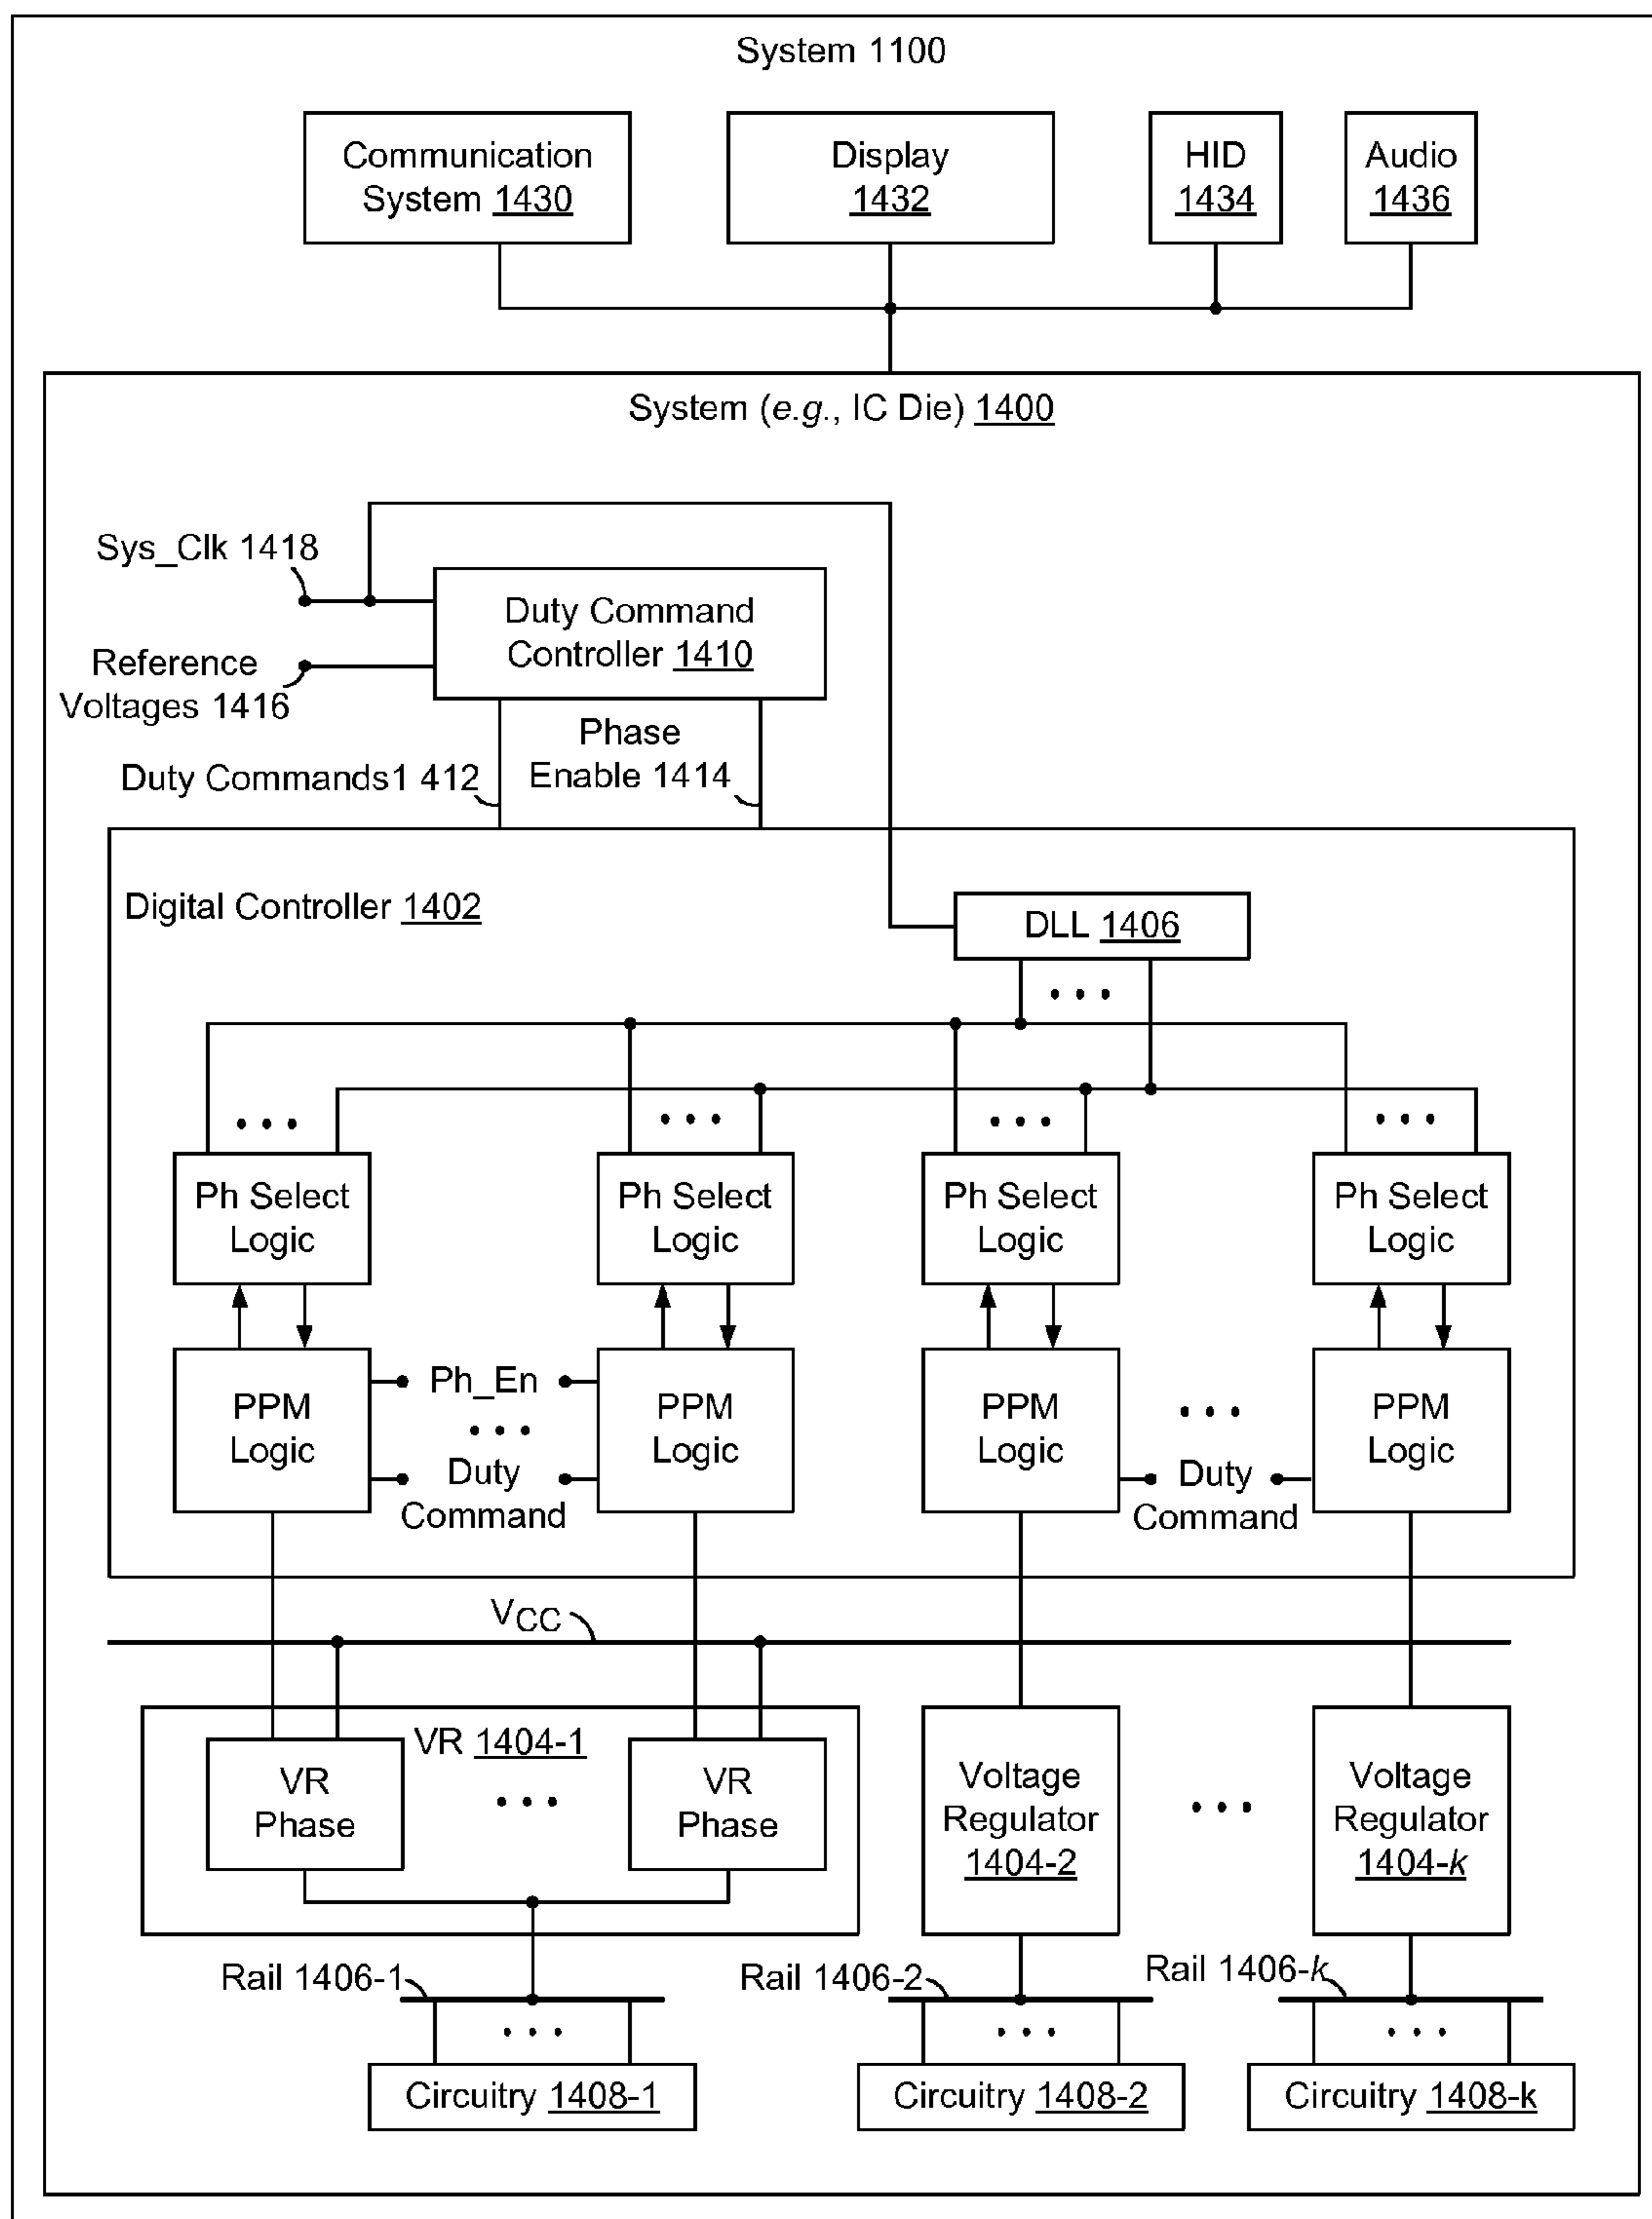 System 1100
Communication
System 1430
Display
1432
HID
1434
Audio
1436
System (e.g., IC Die) 1400
Sys_Clk 1418
Duty Command
Controller 1410
Reference
Voltages 1416
Phase
Enable 1414
Duty Commands1 412
Digital Controller 1402
DLL 1406
• • •
• • •
• • •
• • •
• • •
Ph Select
Logic
Ph Select
Logic
Ph Select
Logic
Ph Select
Logic
PPM
Logic
Ph_En
• • •
Duty
Command
PPM
Logic
PPM
Logic
• • •
Duty
Command
PPM
Logic
VCC
VR 1404-1
VR
Phase
• • •
VR
Phase
Voltage
Regulator
1404-2
• • •
Voltage
Regulator
1404-k
Rail 1406-1
Rail 1406-2
Rail 1406-k
• • •
• • •
• • •
Circuitry 1408-1
Circuitry 1408-2
Circuitry 1408-k